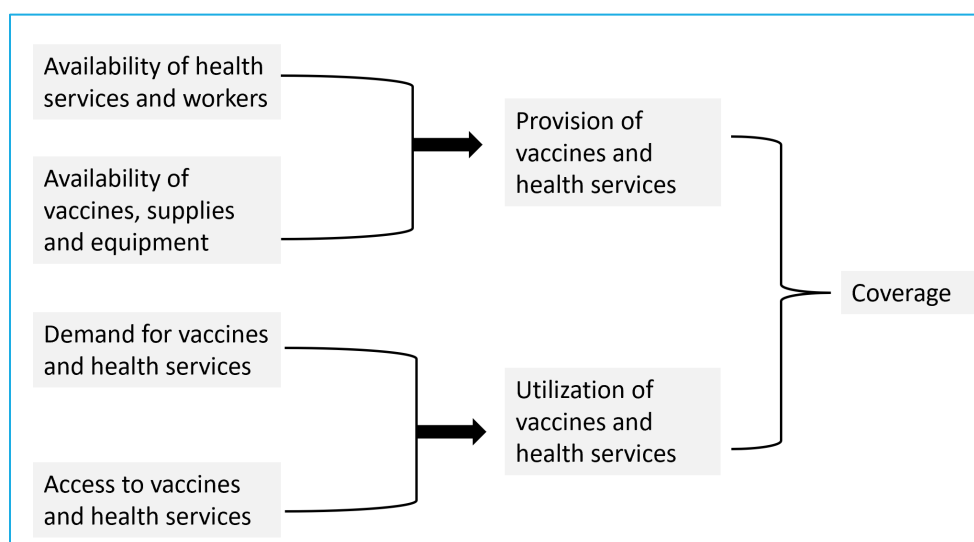 Availability of health
services and workers
Availability of
vaccines, supplies
and equipment
Provision of
vaccines and
health services
Coverage
Demand for vaccines
and health services
Utilization of
vaccines and
health services
Access to vaccines
and health services